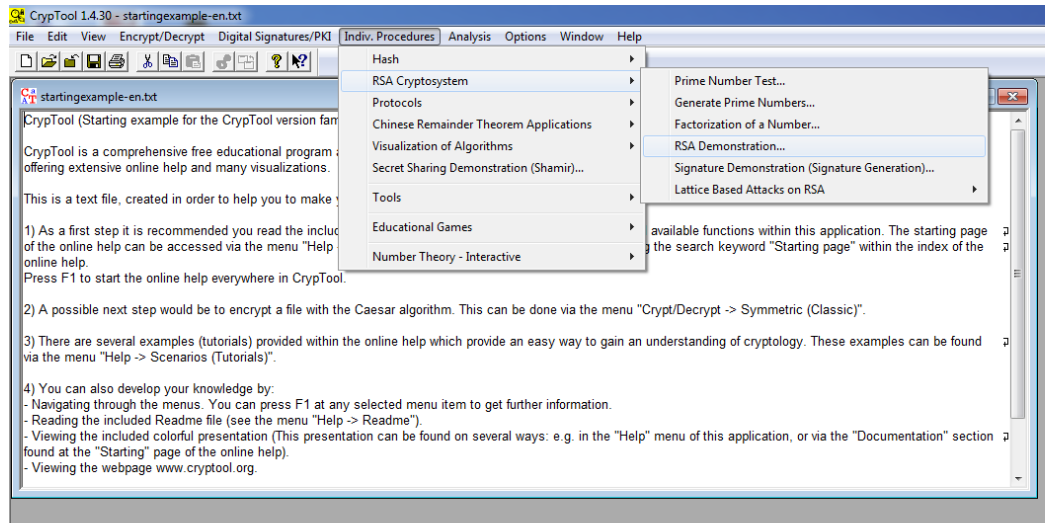 CrypTool 1.4.30 - startingexample-en.txt
File Edit View Encrypt/Decrypt Digital Signatures/PKI Indiv. Procedures Analysis Options Window Help
Hash
RSA Cryptosystem
Protocols
Chinese Remainder Theorem Applications
Visualization of Algorithms
Secret Sharing Demonstration (Shamir)...
Tools
Educational Games
Number Theory - Interactive
Prime Number Test...
Generate Prime Numbers...
Factorization of a Number...
RSA Demonstration...
Signature Demonstration (Signature Generation)...
Lattice Based Attacks on RSA
startingexample-en.txt
CrypTool (Starting example for the CrypTool version fam
CrypTool is a comprehensive free educational program
offering extensive online help and many visualizations.
This is a text file, created in order to help you to make
1) As a first step it is recommended you read the includ available functions within this application. The starting page
of the online help can be accessed via the menu "Help the search keyword "Starting page" within the index of the
online help.
Press F1 to start the online help everywhere in CrypTool.
2) A possible next step would be to encrypt a file with the Caesar algorithm. This can be done via the menu "Crypt/Decrypt -> Symmetric (Classic)".
3) There are several examples (tutorials) provided within the online help which provide an easy way to gain an understanding of cryptology. These examples can be found
via the menu "Help -> Scenarios (Tutorials)".
4) You can also develop your knowledge by:
- Navigating through the menus. You can press F1 at any selected menu item to get further information.
- Reading the included Readme file (see the menu "Help -> Readme").
- Viewing the included colorful presentation (This presentation can be found on several ways: e.g. in the "Help" menu of this application, or via the "Documentation" section
found at the "Starting" page of the online help).
- Viewing the webpage www.cryptool.org.